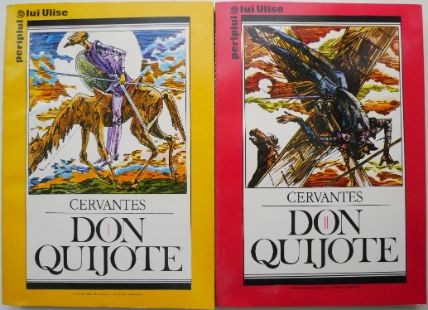 periplul lui Ulise
CERVANTES
I
DON
QUIJOTE
periplul lui Ulise
CERVANTES
II
DON
QUIJOTE